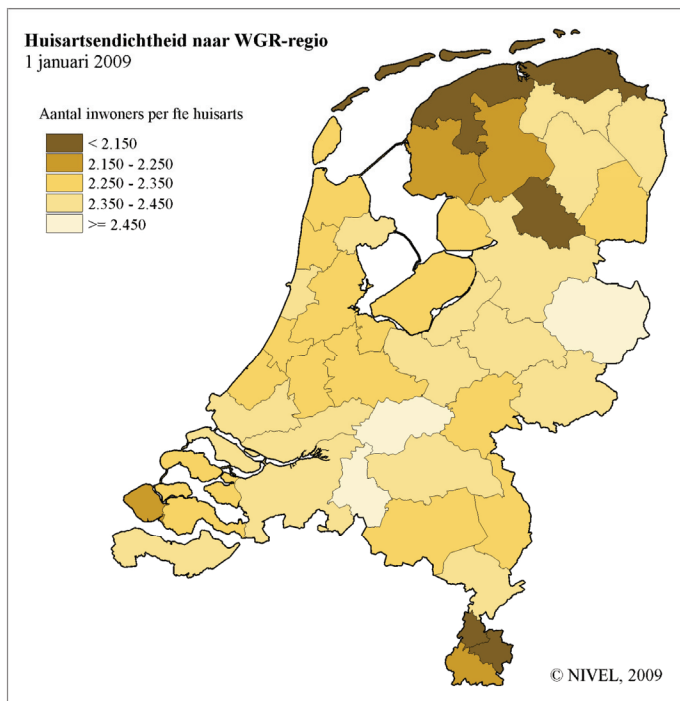 Huisartsendichtheid naar WGR-regio
1 januari 2009
Aantal inwoners per fte huisarts
< 2.150
2.150 - 2.250
2.250 - 2.350
2.350 - 2.450
>= 2.450
© NIVEL, 2009